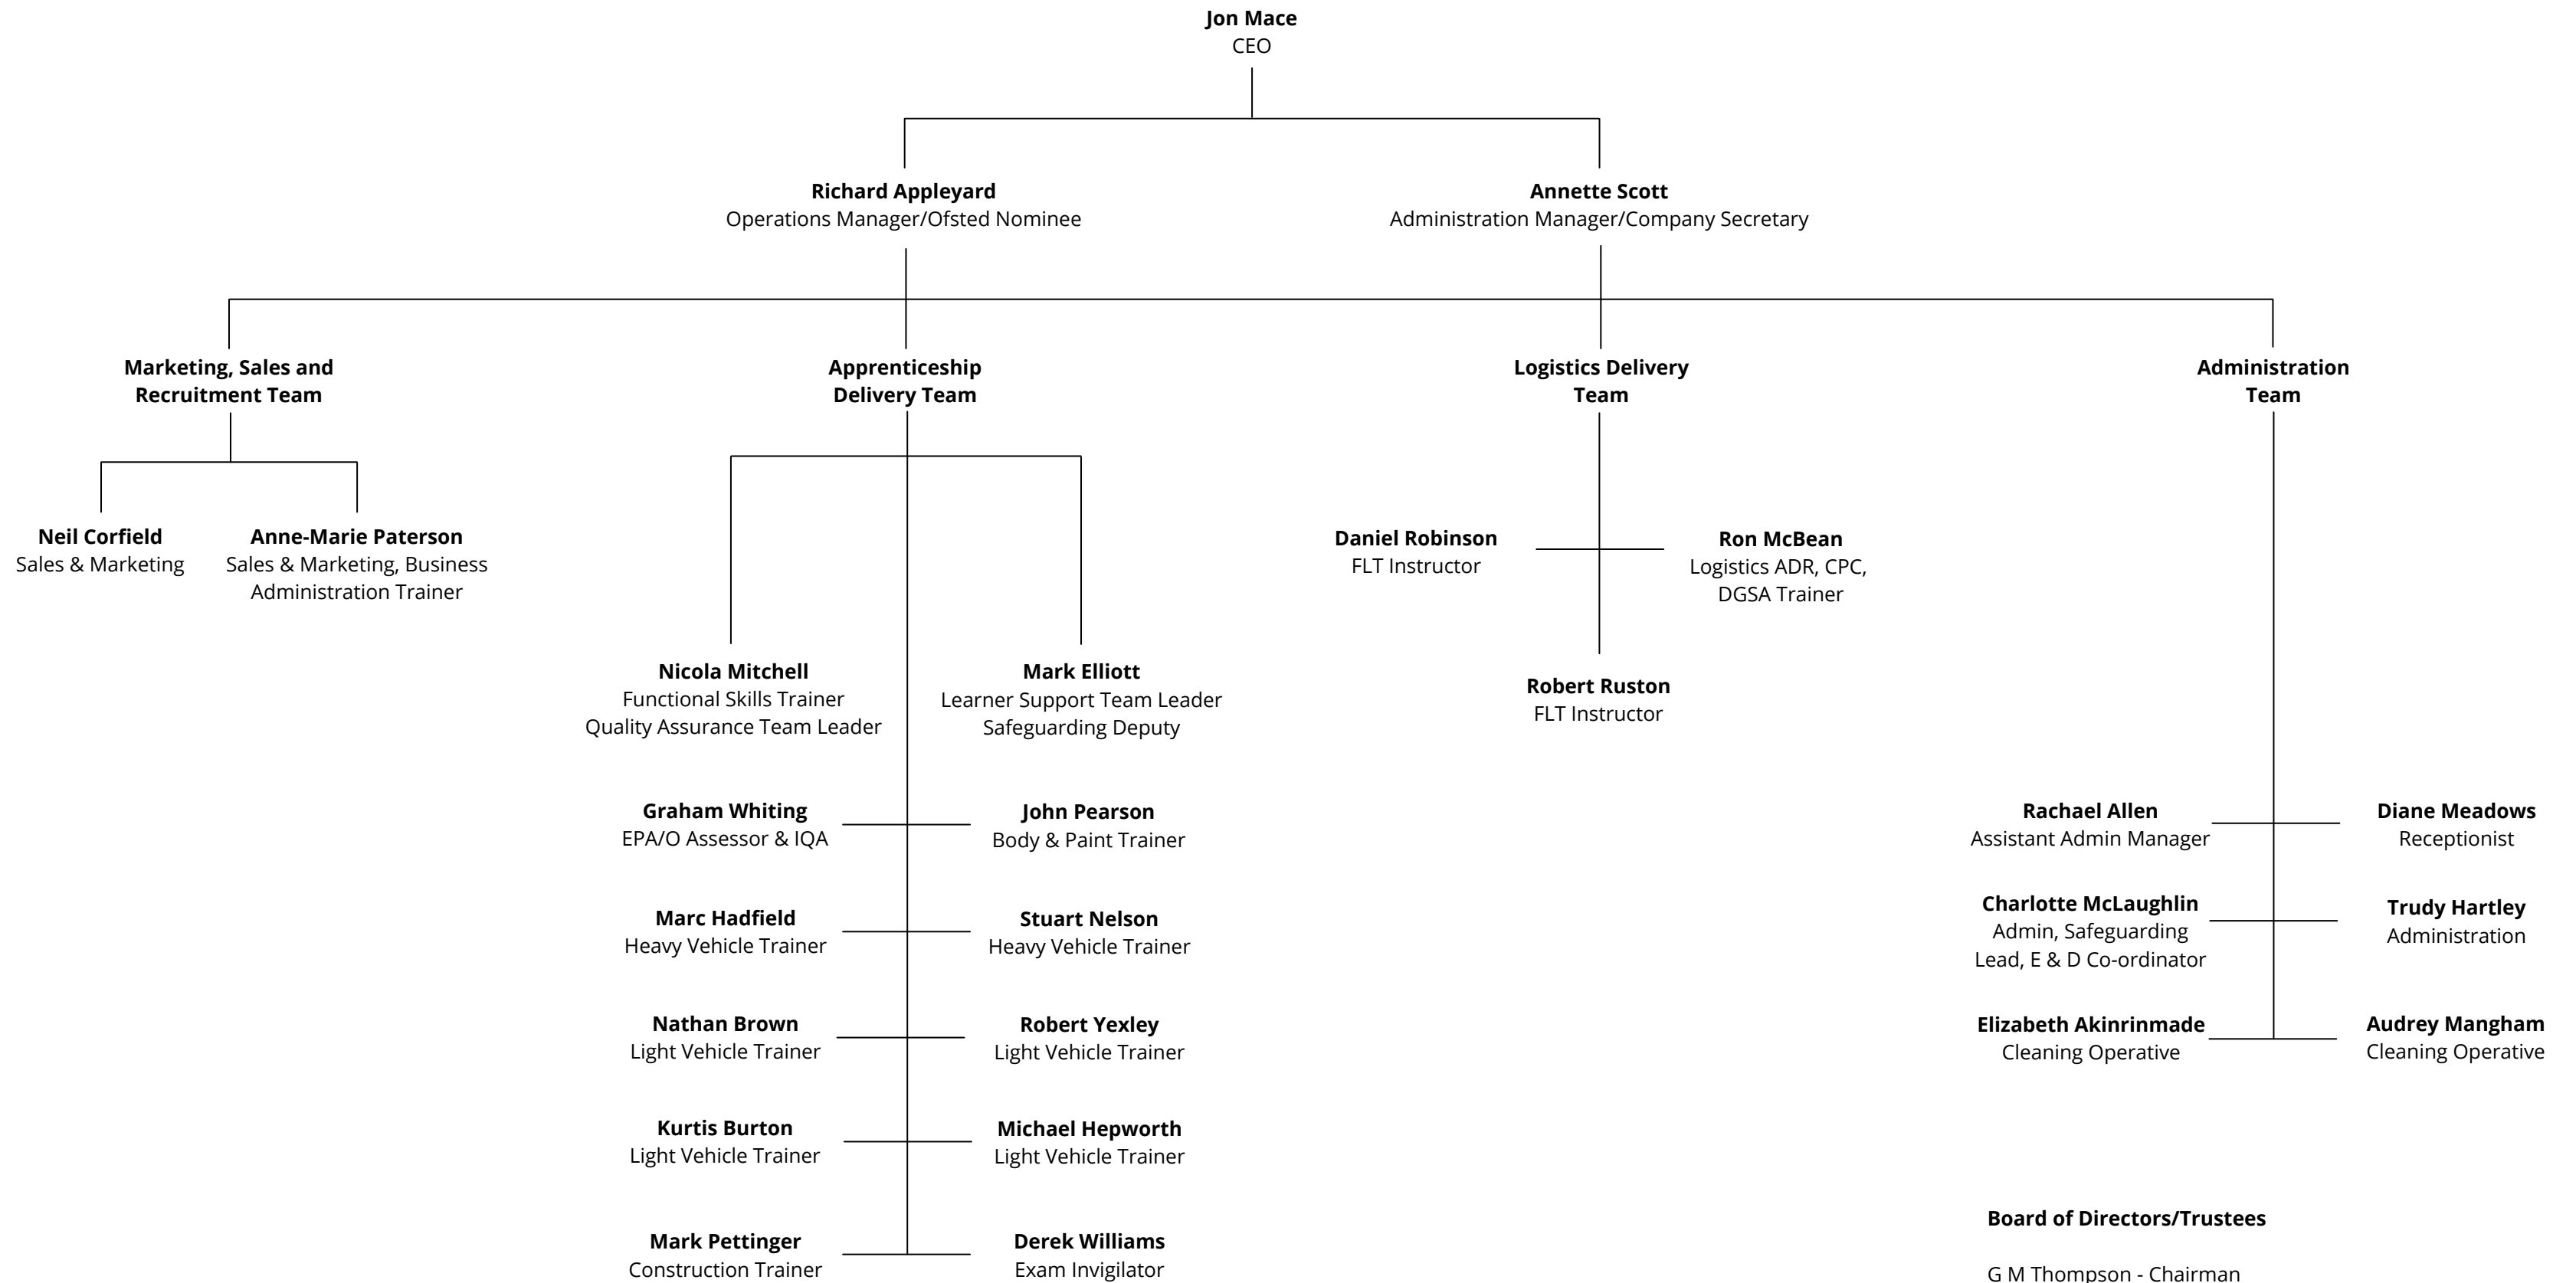 Jon Mace
CEO
Richard Appleyard
Operations Manager/Ofsted Nominee
Annette Scott
Administration Manager/Company Secretary
Marketing, Sales and
Recruitment Team
Apprenticeship
Delivery Team
Logistics Delivery
Team
Administration
Team
Neil Corfield
Sales & Marketing
Anne-Marie Paterson
Sales & Marketing, Business
Administration Trainer
Daniel Robinson
FLT Instructor
Ron McBean
Logistics ADR, CPC,
DGSA Trainer
Nicola Mitchell
Functional Skills Trainer
Quality Assurance Team Leader
Mark Elliott
Learner Support Team Leader
Safeguarding Deputy
Robert Ruston
FLT Instructor
Graham Whiting
EPA/O Assessor & IQA
John Pearson
Body & Paint Trainer
Rachael Allen
Assistant Admin Manager
Diane Meadows
Receptionist
Marc Hadfield
Heavy Vehicle Trainer
Stuart Nelson
Heavy Vehicle Trainer
Charlotte McLaughlin
Admin, Safeguarding
Lead, E & D Co-ordinator
Trudy Hartley
Administration
Nathan Brown
Light Vehicle Trainer
Robert Yexley
Light Vehicle Trainer
Elizabeth Akinrinmade
Cleaning Operative
Audrey Mangham
Cleaning Operative
Kurtis Burton
Light Vehicle Trainer
Michael Hepworth
Light Vehicle Trainer
Mark Pettinger
Construction Trainer
Derek Williams
Exam Invigilator
Board of Directors/Trustees
G M Thompson - Chairman